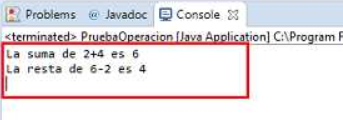 Problems @ Javadoc Console
<terminated> PruebaOperacion [Java Application] C:\Program F
La suma de 2+4 es 6
La resta de 6-2 es 4